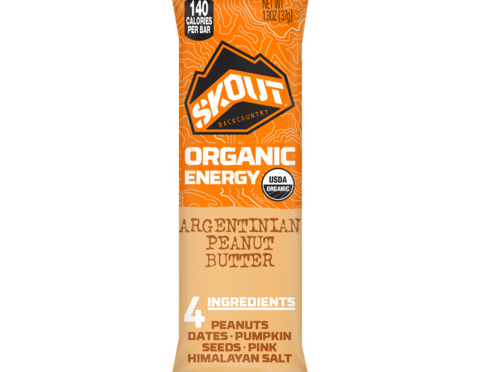 140
CALORIES
PER BAR
NET WT
1.3OZ (37g)
SKOUT
BACKCOUNTRY
ORGANIC
ENERGY
USDA
ORGANIC
ARGENTINIAN
PEANUT
BUTTER
4 INGREDIENTS
PEANUTS
DATES · PUMPKIN
SEEDS · PINK
HIMALAYAN SALT